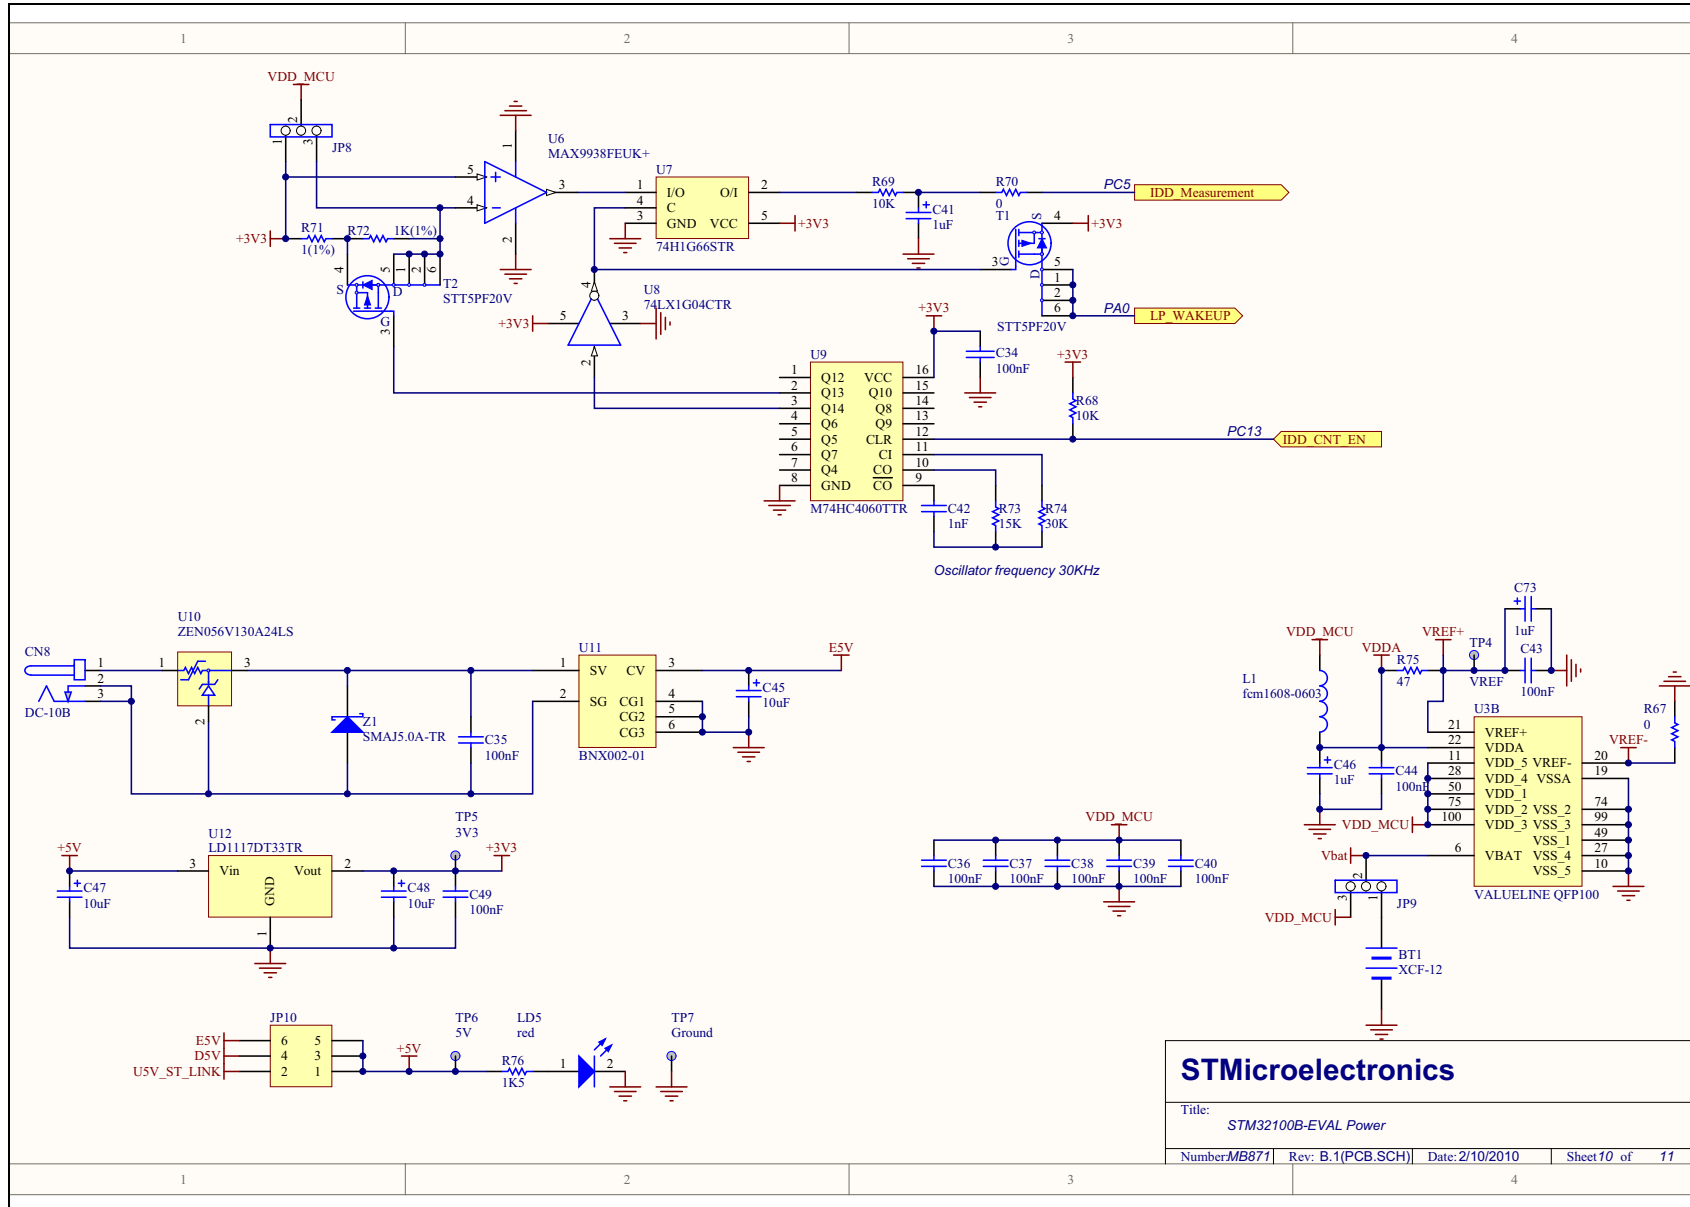 1 2 3 4
VDD_MCU
2
1 3
JP8
U6
MAX9938FEUK+
1
5 +
4 −
3
2
U7
1 I/O O/I 2
4 C
3 GND VCC 5
+3V3
74H1G66STR
R69
10K
C41
1uF
+
R70
0
PC5
IDD_Measurement
T1
S 4 +3V3
3 G
D 5
1
2
6
STT5PF20V
PA0
LP_WAKEUP
+3V3
R71
1(1%)
R72
1K(1%)
4 5 1 2 6
S D
G
3
T2
STT5PF20V
U8
74LX1G04CTR
4
+3V3 5 3
2
U9
1 Q12 VCC 16
2 Q13 Q10 15
3 Q14 Q8 14
4 Q6 Q9 13
5 Q5 CLR 12
6 Q7 CI 11
7 Q4 CO 10
8 GND CO 9
M74HC4060TTR
+3V3
C34
100nF
+3V3
R68
10K
PC13
IDD_CNT_EN
C42
1nF
R73
15K
R74
30K
Oscillator frequency 30KHz
CN8
1
2
3
DC-10B
U10
ZEN056V130A24LS
1 3
2
Z1
SMAJ5.0A-TR
C35
100nF
U11
1 SV CV 3
2 SG CG1 4
CG2 5
CG3 6
BNX002-01
E5V
+
C45
10uF
VDD_MCU
L1
fcm1608-0603
VDDA
R75
47
VREF+
TP4
VREF
C73
+
1uF
C43
100nF
R67
0
VREF-
+
C46
1uF
C44
100nF
U3B
21 VREF+
22 VDDA
11 VDD_5 VREF- 20
28 VDD_4 VSSA 19
50 VDD_1
75 VDD_2 VSS_2 74
100 VDD_3 VSS_3 99
VSS_1 49
6 VBAT VSS_4 27
VSS_5 10
VALUELINE QFP100
VDD_MCU
Vbat
2
3 1
JP9
VDD_MCU
BT1
XCF-12
U12
LD1117DT33TR
+5V
3 Vin Vout 2
GND
1
+
C47
10uF
+
C48
10uF
C49
100nF
TP5
3V3
+3V3
VDD_MCU
C36
100nF
C37
100nF
C38
100nF
C39
100nF
C40
100nF
JP10
E5V 6 5
D5V 4 3
U5V_ST_LINK 2 1
+5V
TP6
5V
R76
1K5
LD5
red
1 2
TP7
Ground
STMicroelectronics
Title:
STM32100B-EVAL Power
Number: MB871 Rev: B.1(PCB.SCH) Date: 2/10/2010 Sheet 10 of 11
1 2 3 4